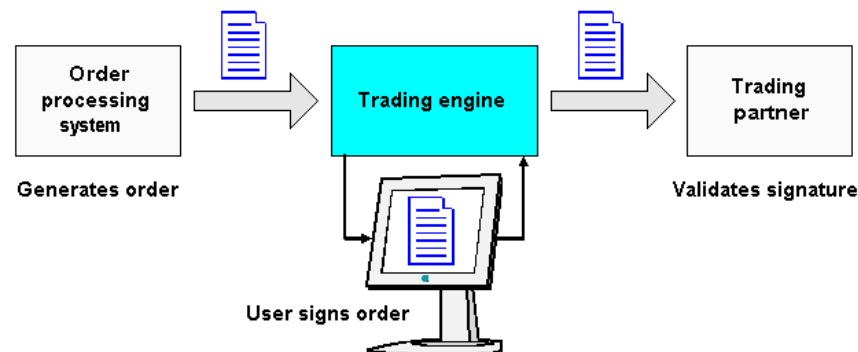 Order
processing
system
Trading engine
Trading
partner
Generates order
Validates signature
User signs order